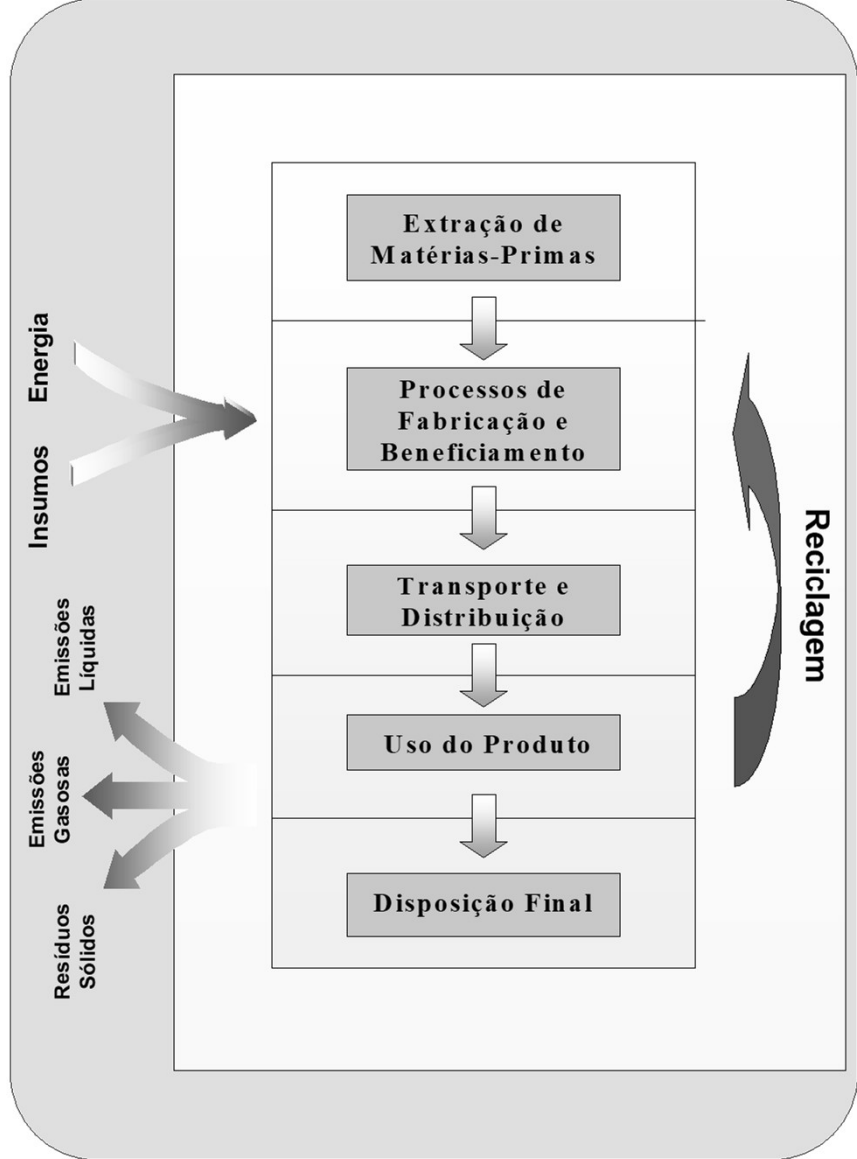 Extração de
Matérias-Primas
Processos de
Fabricação e
Beneficiamento
Transporte e
Distribuição
Uso do Produto
Disposição Final
Energia
Insumos
Emissões
Líquidas
Emissões
Gasosas
Resíduos
Sólidos
Reciclagem